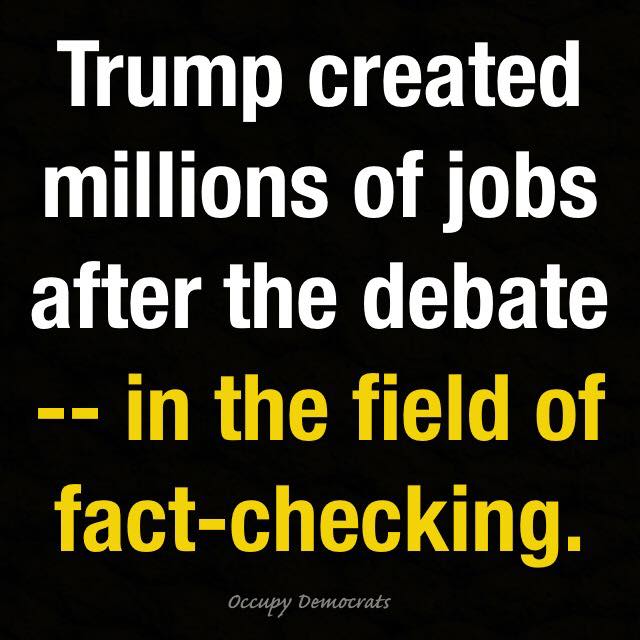 Trump created
millions of jobs
after the debate
-- in the field of
fact-checking.
Occupy Democrats